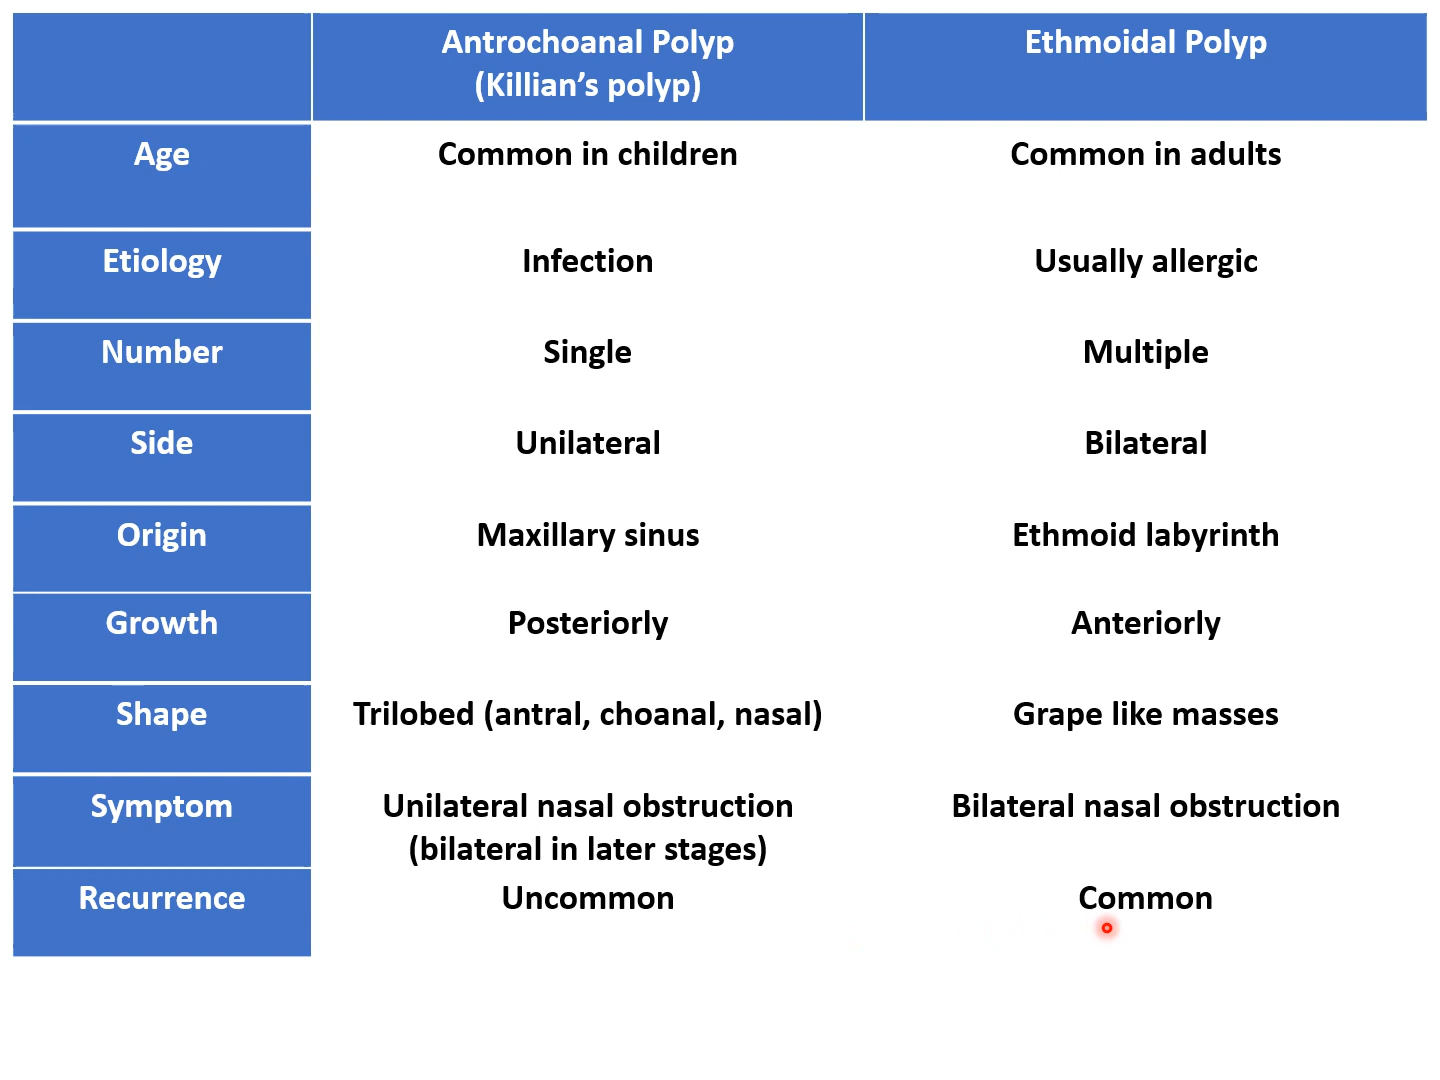 Antrochoanal Polyp
(Killian’s polyp)
Ethmoidal Polyp
Age
Common in children
Common in adults
Etiology
Infection
Usually allergic
Number
Single
Multiple
Side
Unilateral
Bilateral
Origin
Maxillary sinus
Ethmoid labyrinth
Growth
Posteriorly
Anteriorly
Shape
Trilobed (antral, choanal, nasal)
Grape like masses
Symptom
Unilateral nasal obstruction
(bilateral in later stages)
Bilateral nasal obstruction
Recurrence
Uncommon
Common